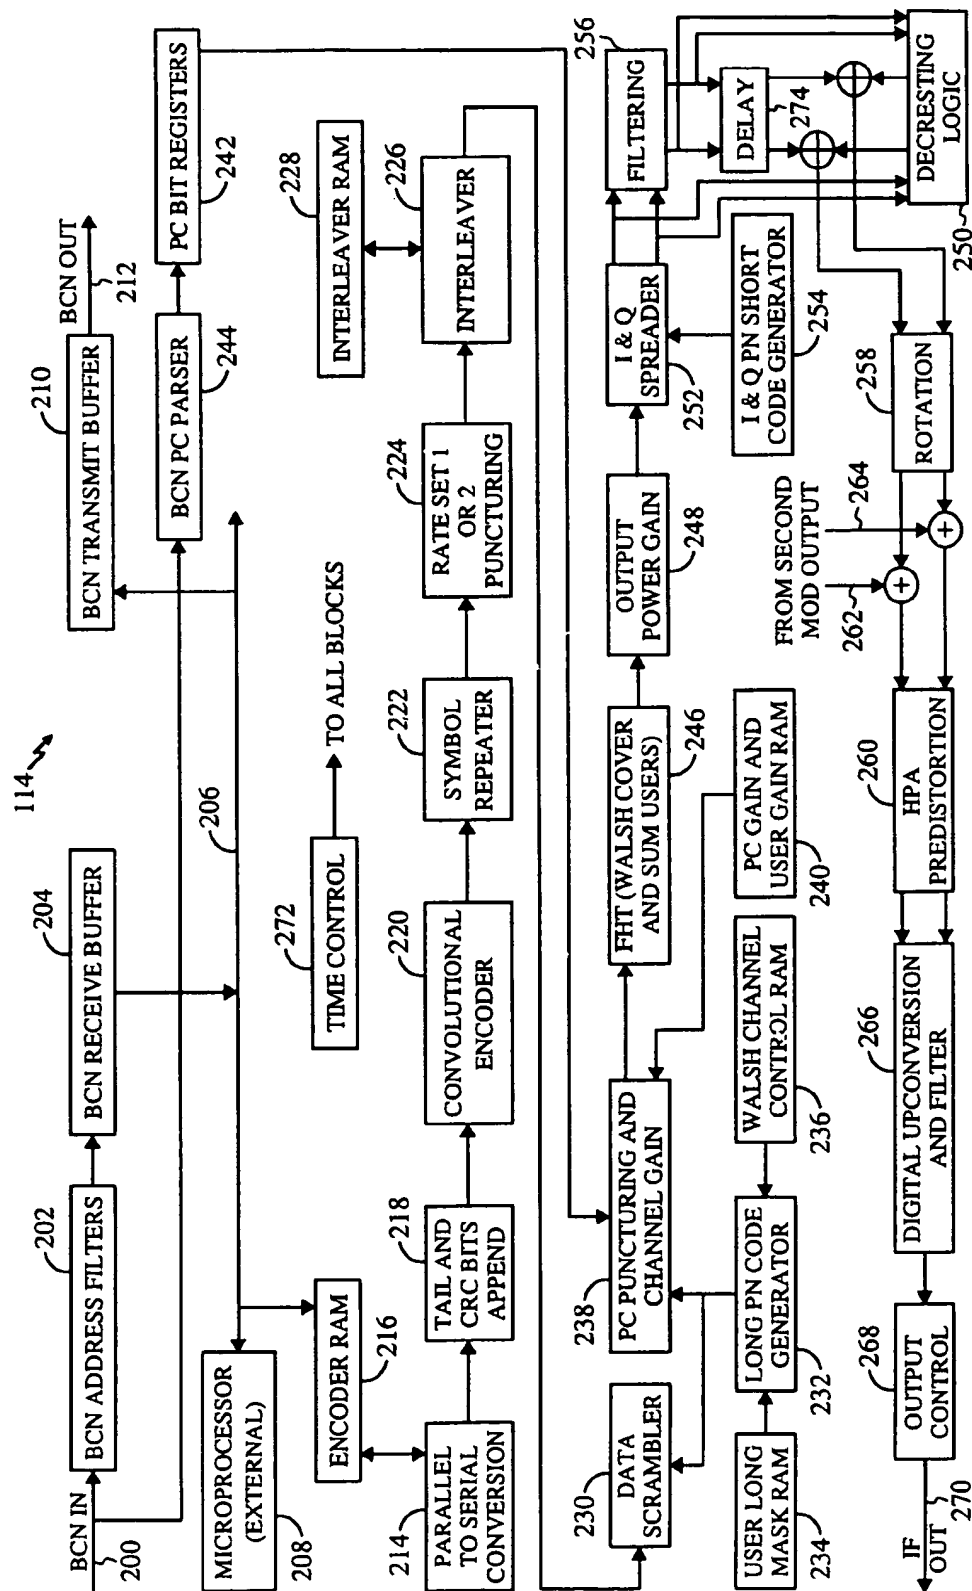 114
BCN IN
200
BCN ADDRESS FILTERS
202
BCN RECEIVE BUFFER
204
206
BCN TRANSMIT BUFFER
210
BCN OUT
212
BCN PC PARSER
244
PC BIT REGISTERS
242
MICROPROCESSOR
(EXTERNAL)
208
ENCODER RAM
216
TIME CONTROL
272
TO ALL BLOCKS
INTERLEAVER RAM
228
PARALLEL
TO SERIAL
CONVERSION
214
TAIL AND
CRC BITS
APPEND
218
CONVOLUTIONAL
ENCODER
220
SYMBOL
REPEATER
222
RATE SET 1
OR 2
PUNCTURING
224
INTERLEAVER
226
DATA
SCRAMBLER
230
PC PUNCTURING AND
CHANNEL GAIN
238
FHT (WALSH COVER
AND SUM USERS)
246
OUTPUT
POWER GAIN
248
I & Q
SPREADER
252
FILTERING
256
DELAY
274
DECRESTING
LOGIC
250
USER LONG
MASK RAM
234
LONG PN CODE
GENERATOR
232
WALSH CHANNEL
CONTROL RAM
236
PC GAIN AND
USER GAIN RAM
240
I & Q PN SHORT
CODE GENERATOR
254
FROM SECOND
MOD OUTPUT
262
264
IF
OUT
270
OUTPUT
CONTROL
268
DIGITAL UPCONVERSION
AND FILTER
266
HPA
PREDISTORTION
260
+
+
ROTATION
258